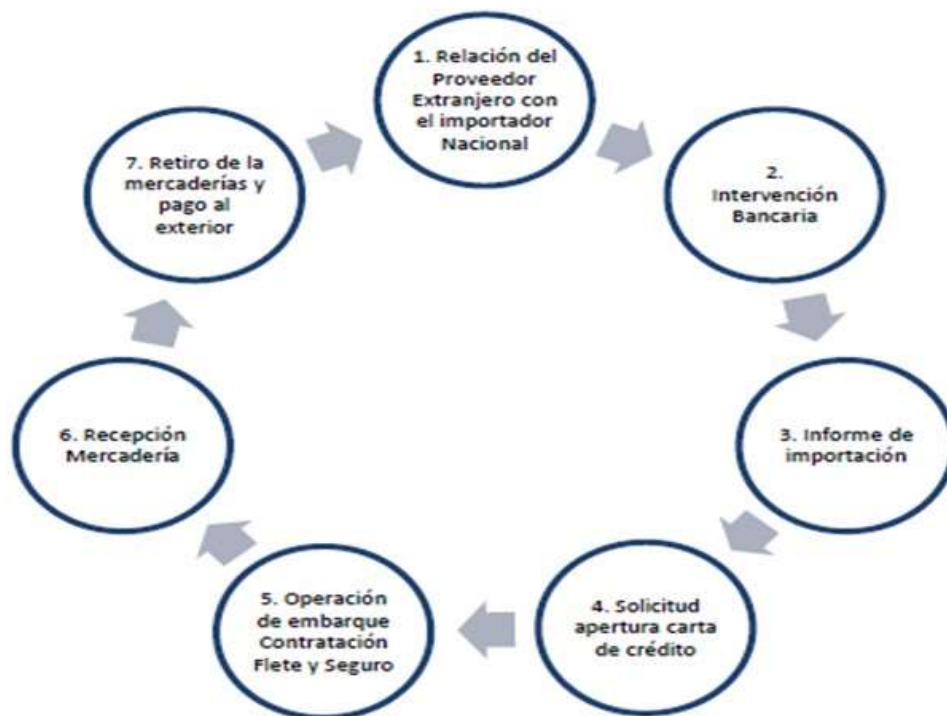 1. Relación del
Proveedor
Extranjero con
el importador
Nacional
2.
Intervención
Bancaria
3. Informe de
importación
4. Solicitud
apertura carta
de crédito
5. Operación
de embarque
Contratación
Flete y Seguro
6. Recepción
Mercadería
7. Retiro de la
mercaderías y
pago al
exterior